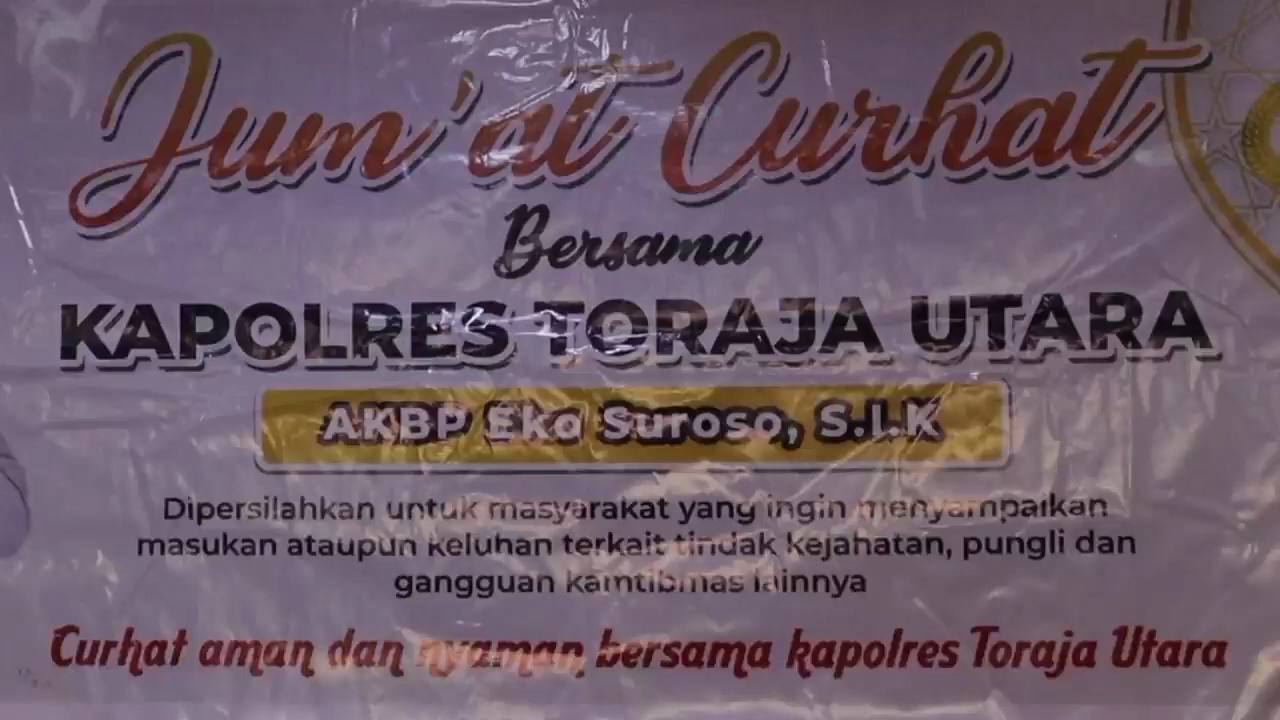 Jum'at Curhat
Bersama
KAPOLRES TORAJA UTARA
AKBP Eko Suroso, S.I.K
Dipersilahkan untuk masyarakat yang ingin menyampaikan
masukan ataupun keluhan terkait tindak kejahatan, pungli dan
gangguan kamtibmas lainnya
Curhat aman dan nyaman bersama kapolres Toraja Utara